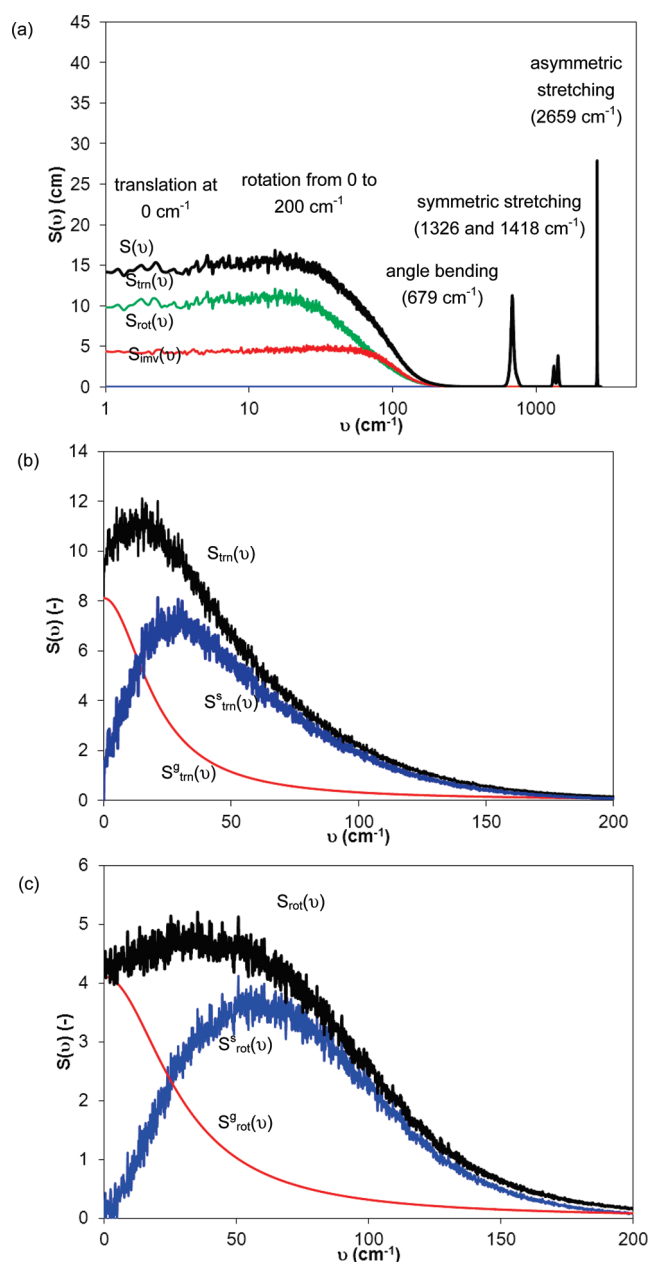 (a)
45
40
35
30
25
20
15
10
5
0
S(υ) (cm)
asymmetric
stretching
(2659 cm-1)
translation at
0 cm-1
rotation from 0 to
200 cm-1
symmetric stretching
(1326 and 1418 cm-1)
angle bending
(679 cm-1)
S(υ)
Strn(υ)
Srot(υ)
Simv(υ)
1
10
100
1000
υ (cm-1)
(b)
14
12
10
8
6
4
2
0
S(υ) (-)
Strn(υ)
Sstrn(υ)
Sgtrn(υ)
0
50
100
150
200
υ (cm-1)
(c)
6
5
4
3
2
1
0
S(υ) (-)
Srot(υ)
Ssrot(υ)
Sgrot(υ)
0
50
100
150
200
υ (cm-1)